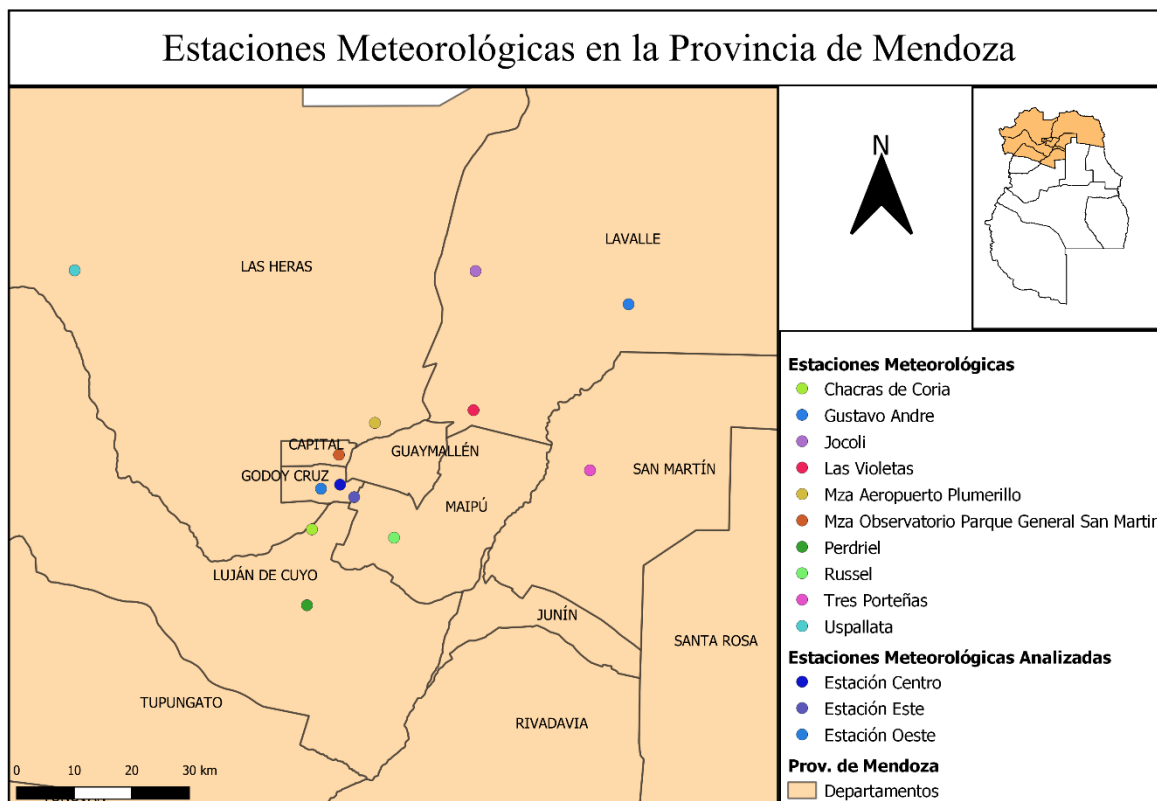 Estaciones Meteorológicas en la Provincia de Mendoza
N
LAVALLE
LAS HERAS
CAPITAL
GUAYMALLÉN
GODOY CRUZ
SAN MARTÍN
MAIPÚ
LUJÁN DE CUYO
JUNÍN
SANTA ROSA
TUPUNGATO
RIVADAVIA
0 10 20 30 km
Estaciones Meteorológicas
Chacras de Coria
Gustavo Andre
Jocoli
Las Violetas
Mza Aeropuerto Plumerillo
Mza Observatorio Parque General San Martin
Perdriel
Russel
Tres Porteñas
Uspallata
Estaciones Meteorológicas Analizadas
Estación Centro
Estación Este
Estación Oeste
Prov. de Mendoza
Departamentos